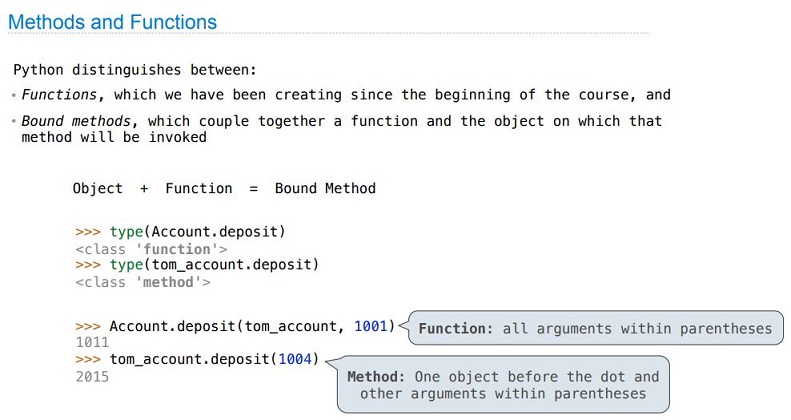 Methods and Functions
Python distinguishes between:
• Functions, which we have been creating since the beginning of the course, and
• Bound methods, which couple together a function and the object on which that
method will be invoked
Object + Function = Bound Method
>>> type(Account.deposit)
<class 'function'>
>>> type(tom_account.deposit)
<class 'method'>
>>> Account.deposit(tom_account, 1001)
Function: all arguments within parentheses
1011
>>> tom_account.deposit(1004)
2015
Method: One object before the dot and
other arguments within parentheses